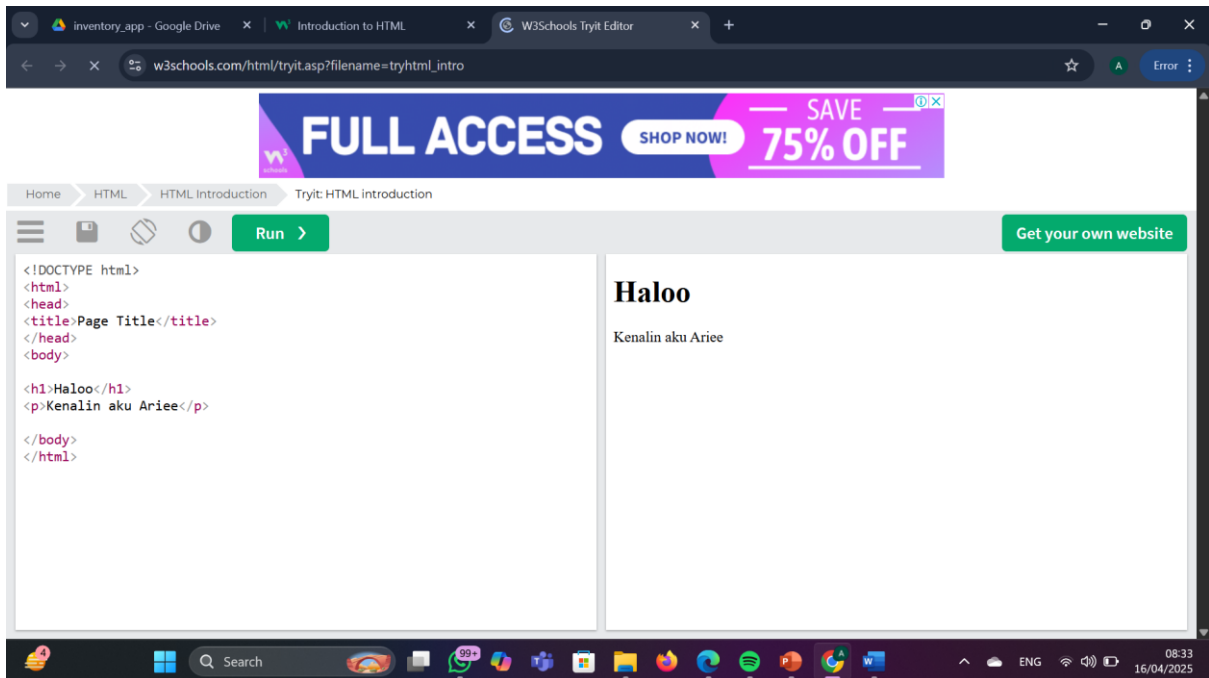 inventory_app - Google Drive
Introduction to HTML
W3Schools Tryit Editor
w3schools.com/html/tryit.asp?filename=tryhtml_intro
A
Error
schools
FULL ACCESS
SHOP NOW!
SAVE
75% OFF
Home
HTML
HTML Introduction
Tryit: HTML introduction
Run
Get your own website
<!DOCTYPE html>
<html>
<head>
<title>Page Title</title>
</head>
<body>
<h1>Haloo</h1>
<p>Kenalin aku Ariee</p>
</body>
</html>
Haloo
Kenalin aku Ariee
4
Search
99+
ENG
08:33
16/04/2025